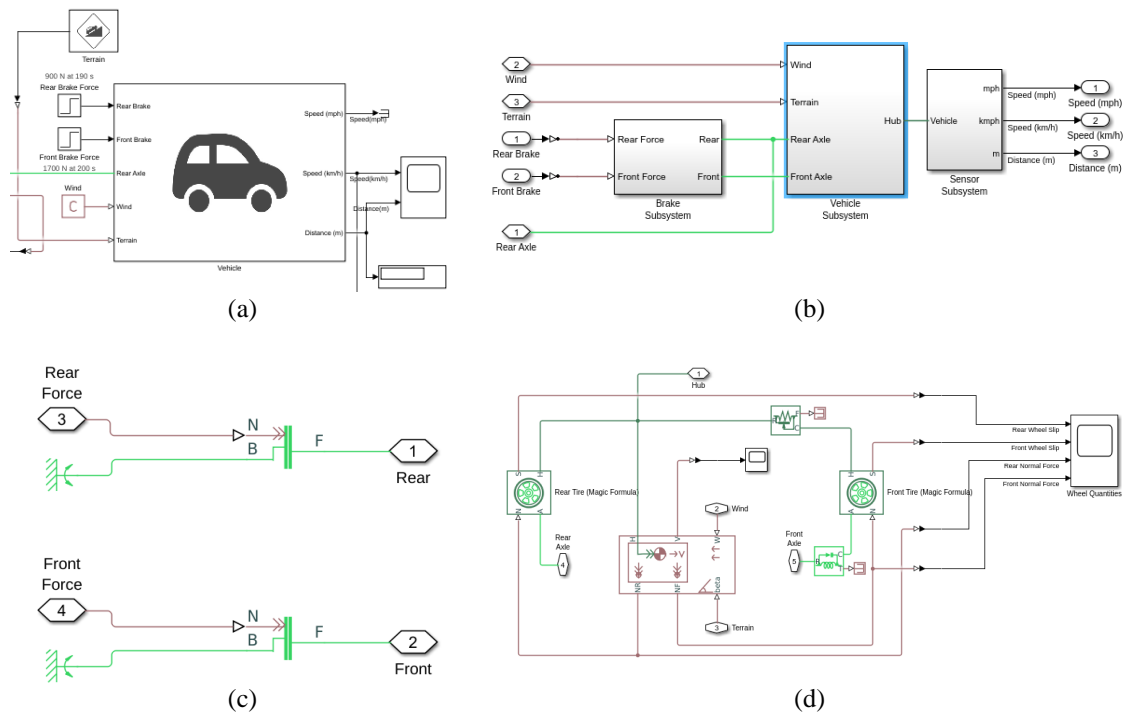 Terrain
900 N at 190 s
Rear Brake Force
Rear Brake
Front Brake
Front Brake Force
1700 N at 200 s
Rear Axle
Wind
C
Wind
Terrain
Speed (mph)
Speed(mph)
Speed (km/h)
Speed(km/h)
Distance(m)
Distance (m)
Vehicle
(a)
2
Wind
3
Terrain
1
Rear Brake
2
Front Brake
1
Rear Axle
Rear Force
Rear
Front Force
Front
Brake
Subsystem
Wind
Terrain
Rear Axle
Front Axle
Hub
Vehicle
Subsystem
Vehicle
mph
kmph
m
Sensor
Subsystem
Speed (mph)
Speed (km/h)
Distance (m)
1
Speed (mph)
2
Speed (km/h)
3
Distance (m)
(b)
Rear
Force
3
N
B
F
1
Rear
Front
Force
4
N
B
F
2
Front
(c)
1
Hub
S
H
Rear Tire (Magic Formula)
N
A
Rear
Axle
4
2
Wind
H
V
W
V
NR
NF
beta
3
Terrain
F
C
H
S
Front Tire (Magic Formula)
A
N
Front
Axle
5
B
C
T
Rear Wheel Slip
Front Wheel Slip
Rear Normal Force
Front Normal Force
Wheel Quantities
(d)